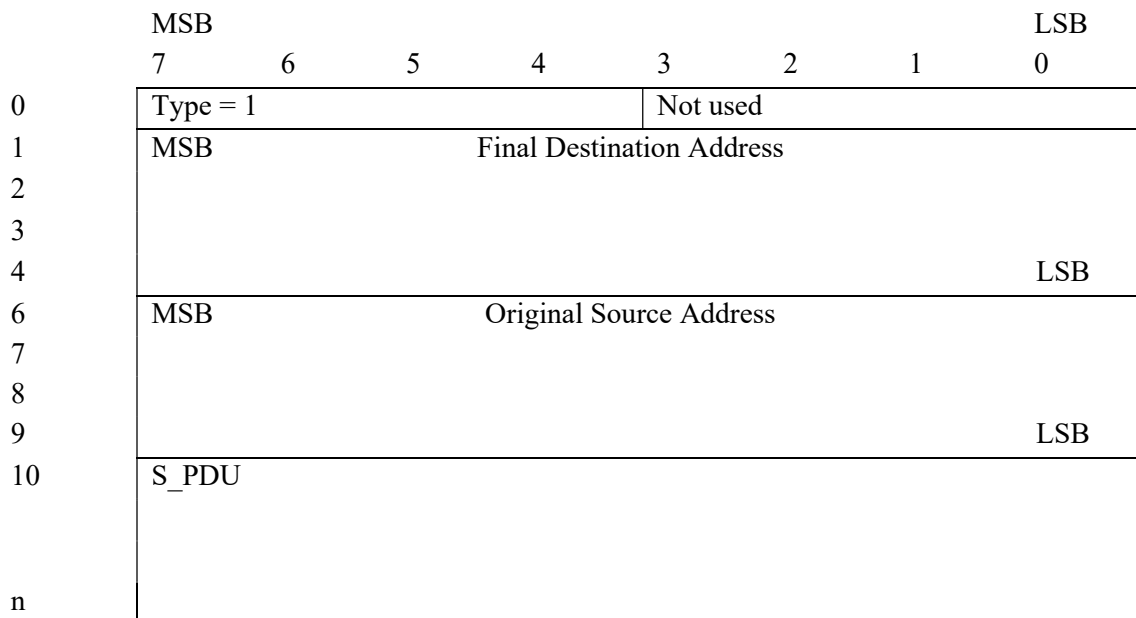 MSB LSB
7 6 5 4 3 2 1 0
0 Type = 1 Not used
1 MSB Final Destination Address
2
3
4 LSB
6 MSB Original Source Address
7
8
9 LSB
10 S_PDU
n